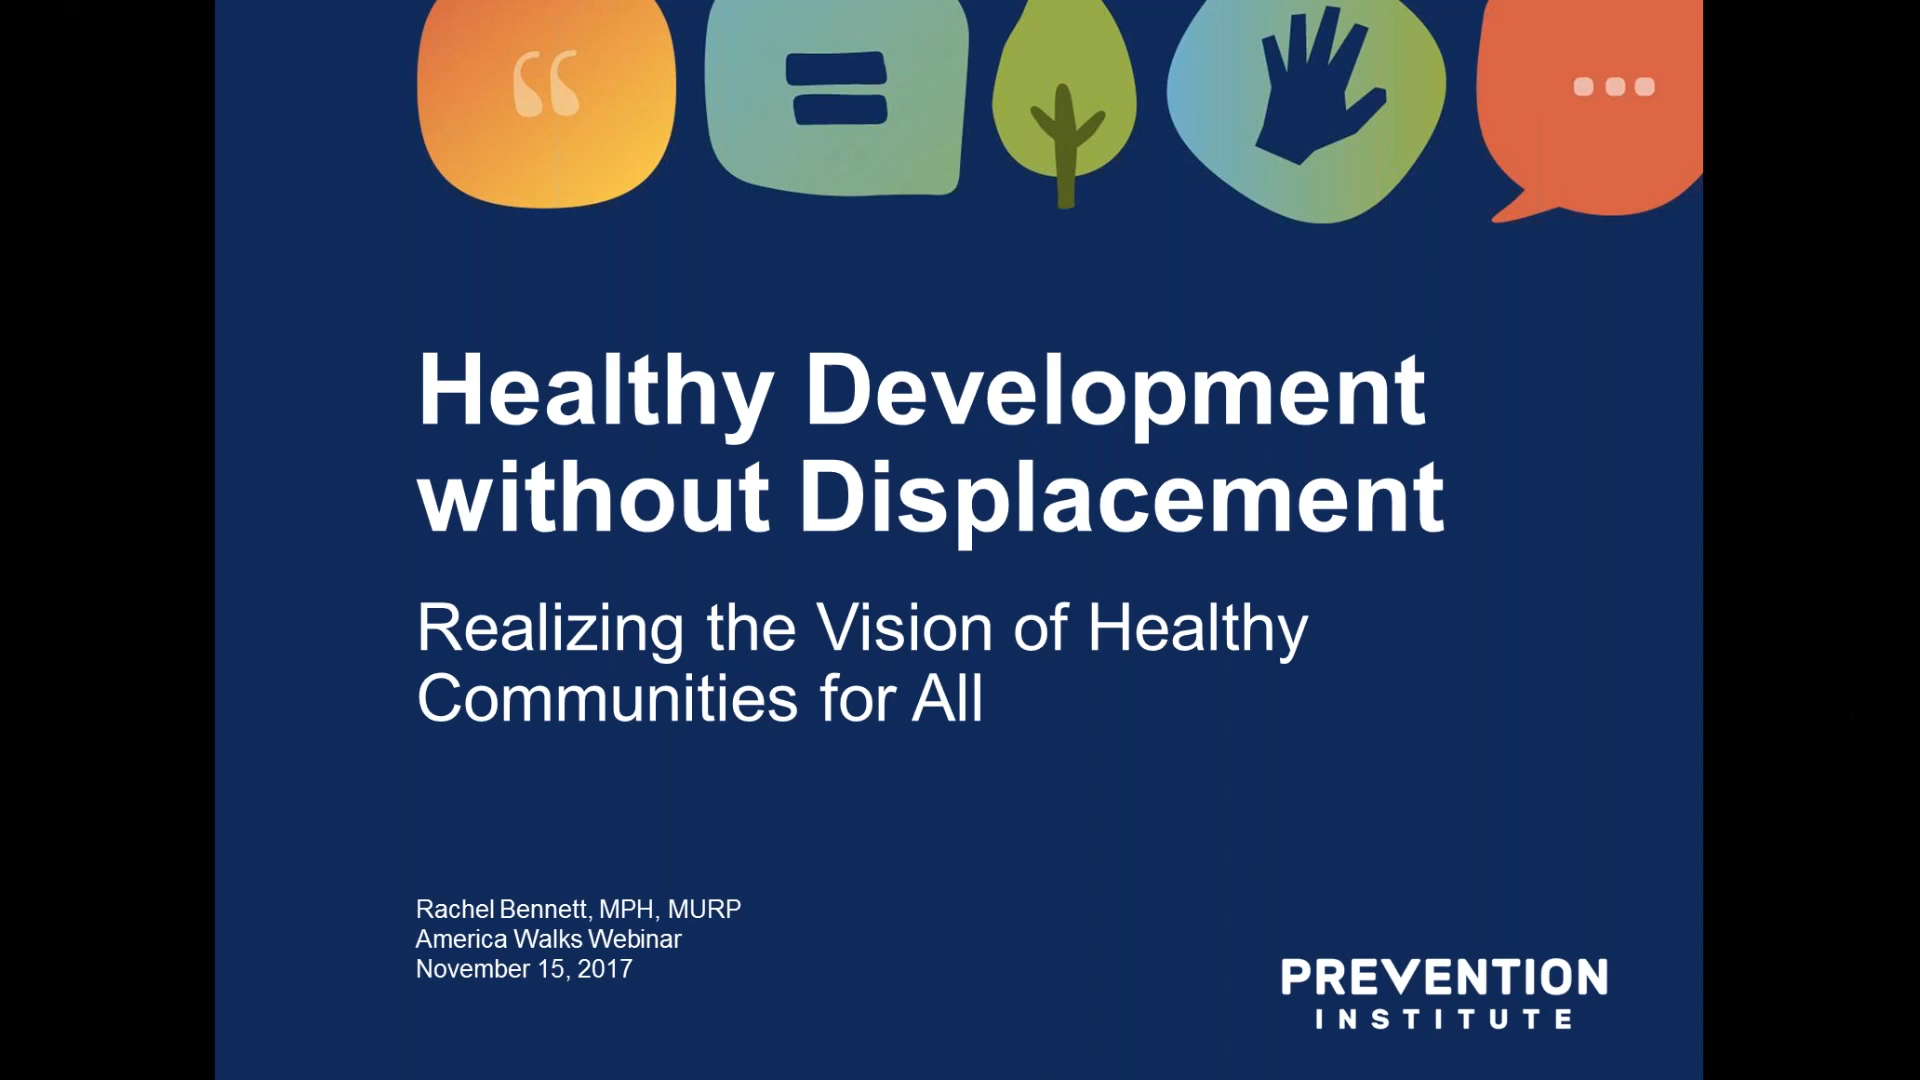 Healthy Development
without Displacement
Realizing the Vision of Healthy
Communities for All
Rachel Bennett, MPH, MURP
America Walks Webinar
November 15, 2017
PREVENTION
INSTITUTE